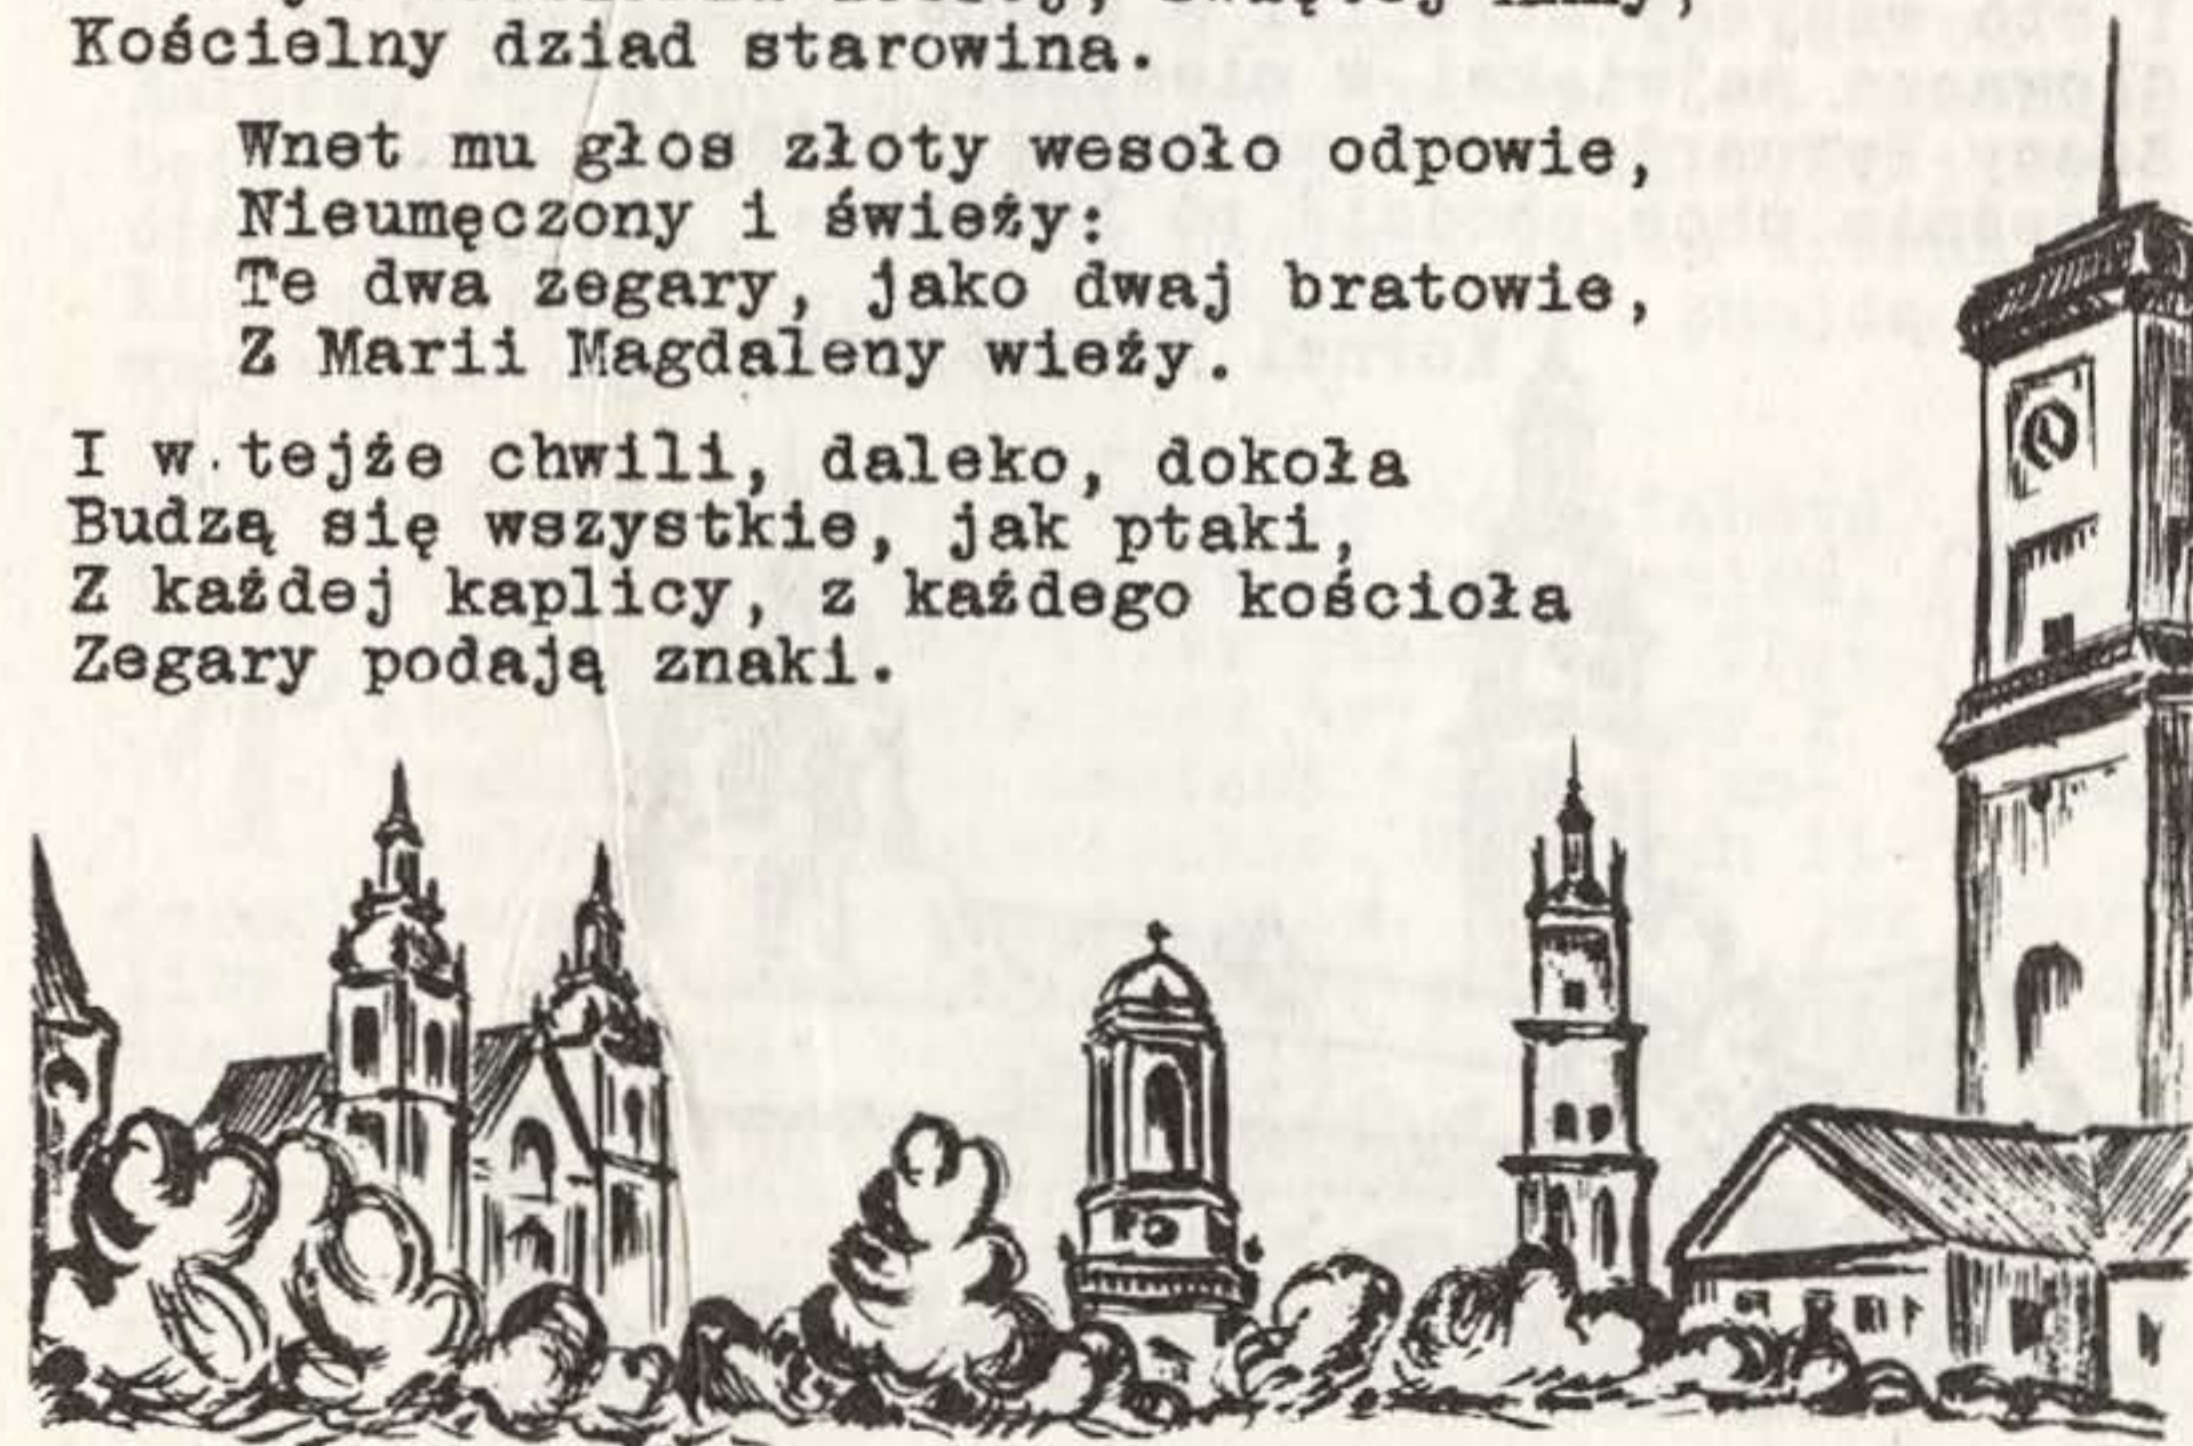 Kościelny dziad starowina.
Wnet mu głos złoty wesoło odpowie,
Nieumęczony i świeży:
Te dwa zegary, jako dwaj bratowie,
Z Marii Magdaleny wieży.
I w tejże chwili, daleko, dokoła
Budzą się wszystkie, jak ptaki,
Z każdej kaplicy, z każdego kościoła
Zegary podają znaki.